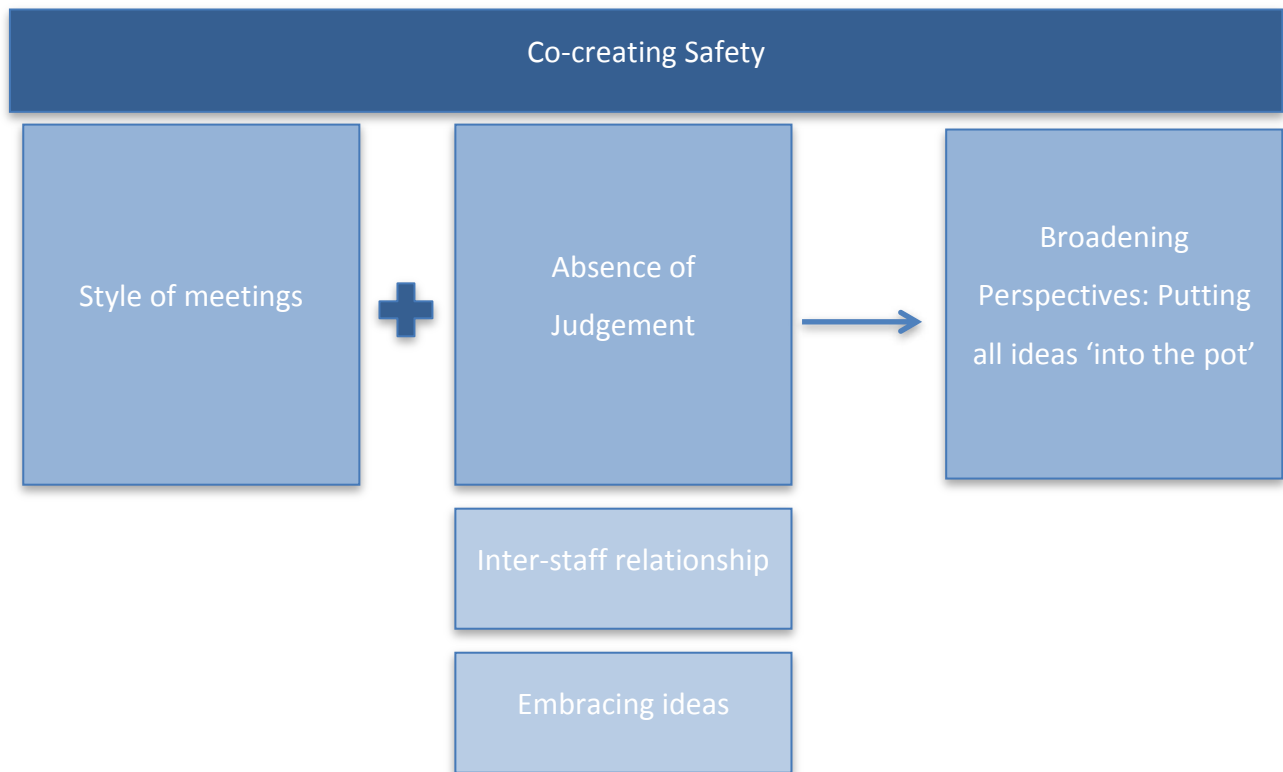 Co-creating Safety
Style of meetings
Absence of
Judgement
Broadening
Perspectives: Putting
all ideas ‘into the pot’
Inter-staff relationship
Embracing ideas